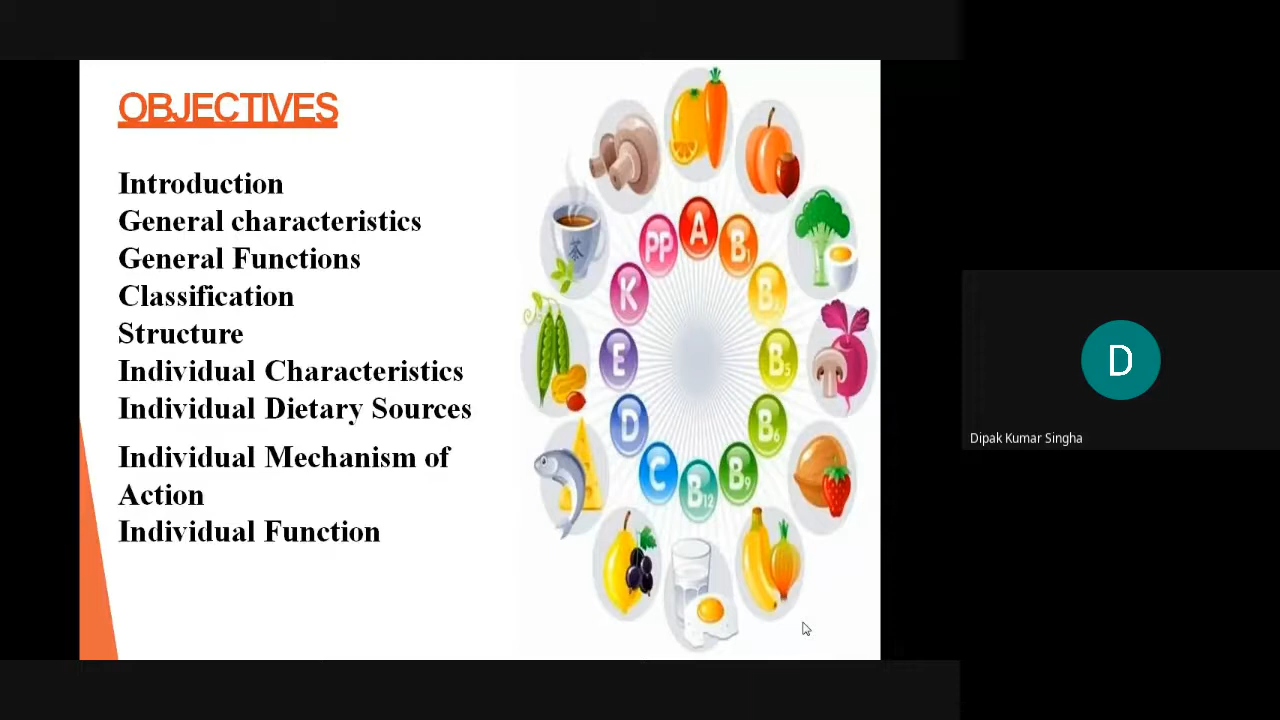 OBJECTIVES
Introduction
General characteristics
General Functions
Classification
Structure
Individual Characteristics
Individual Dietary Sources
Individual Mechanism of
Action
Individual Function
A
B1
B2
B5
B6
B9
B12
C
D
E
K
PP
茶
D
Dipak Kumar Singha